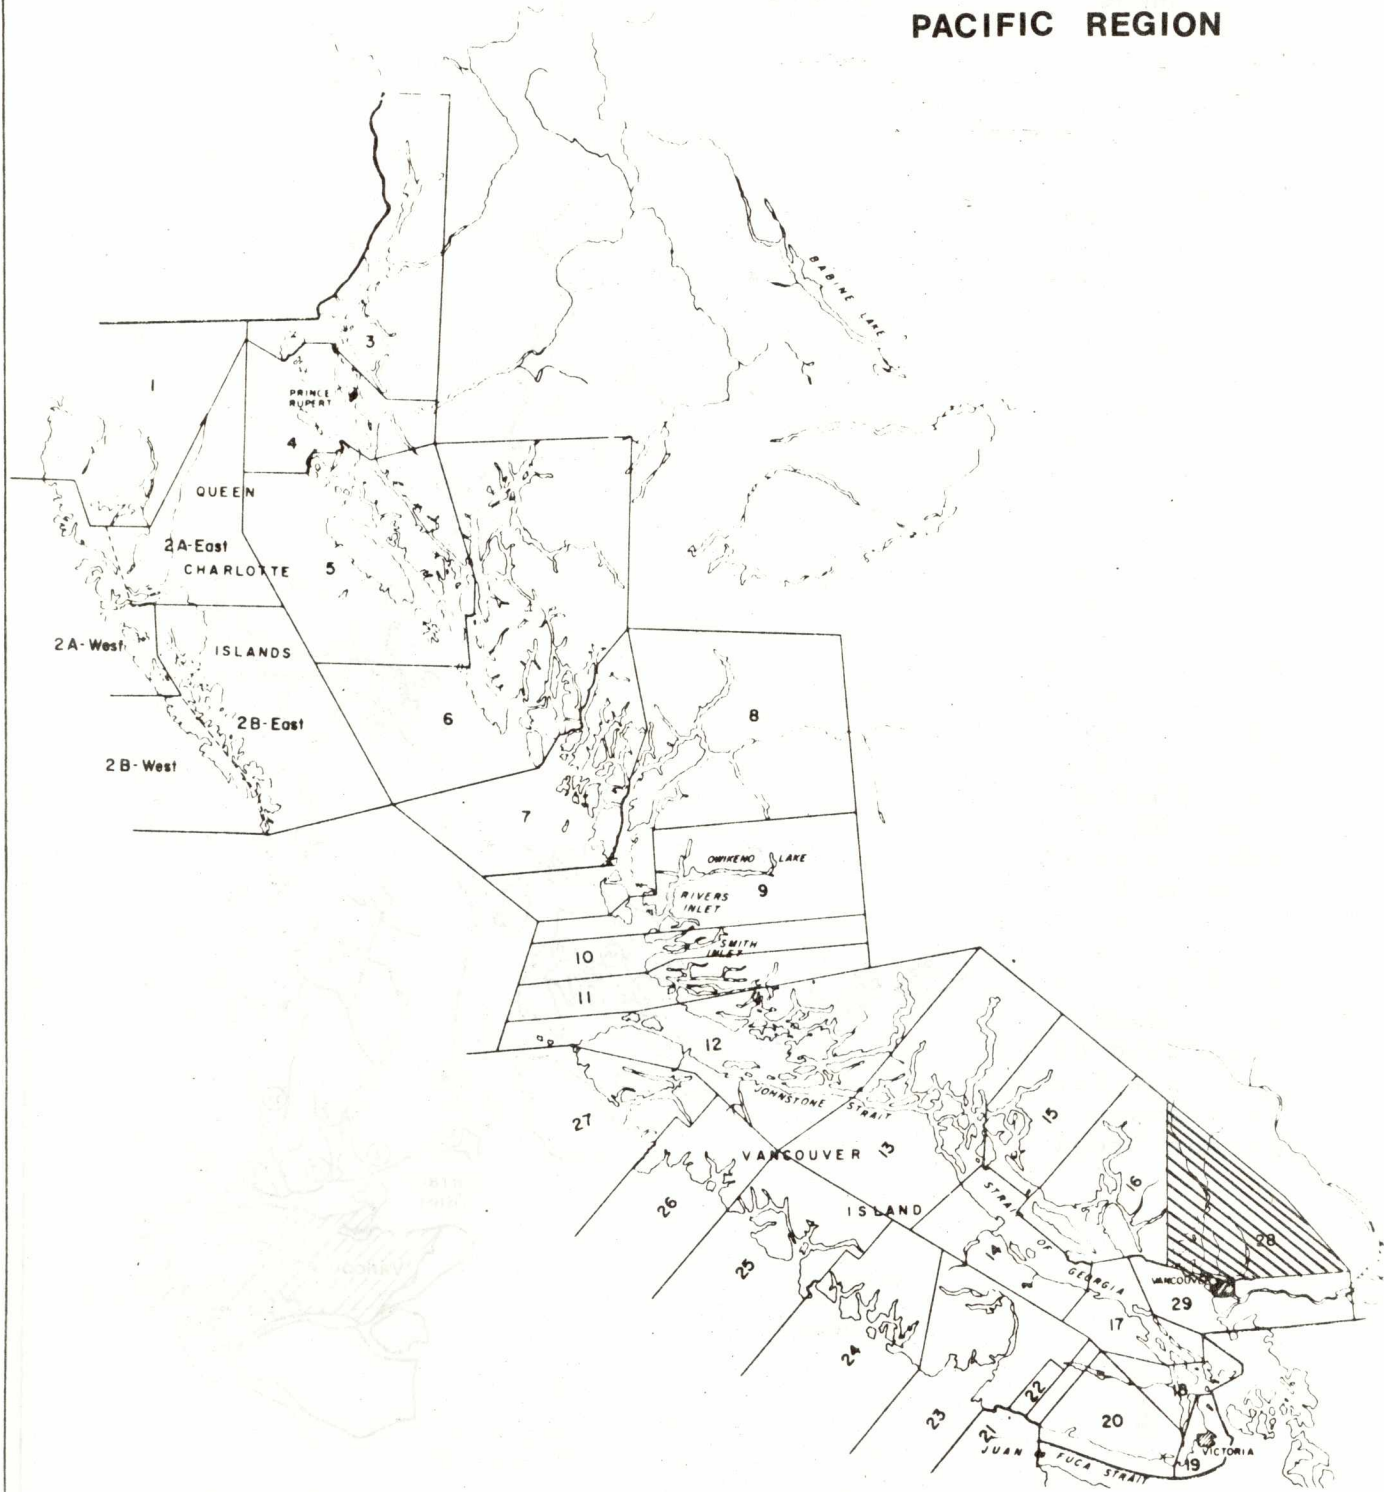 PACIFIC REGION
BABINE LAKE
3
1
PRINCE
RUPERT
4
QUEEN
2A-East
CHARLOTTE
5
2A-West
ISLANDS
6
8
2B-East
2B-West
7
OWIKENO LAKE
9
RIVERS
INLET
SMITH
INLET
10
11
12
JOHNSTONE STRAIT
27
VANCOUVER
13
15
16
26
ISLAND
STRAIT
OF
GEORGIA
14
25
28
VANCOUVER
29
17
24
18
22
20
23
21
JUAN
FUCA STRAIT
VICTORIA
19